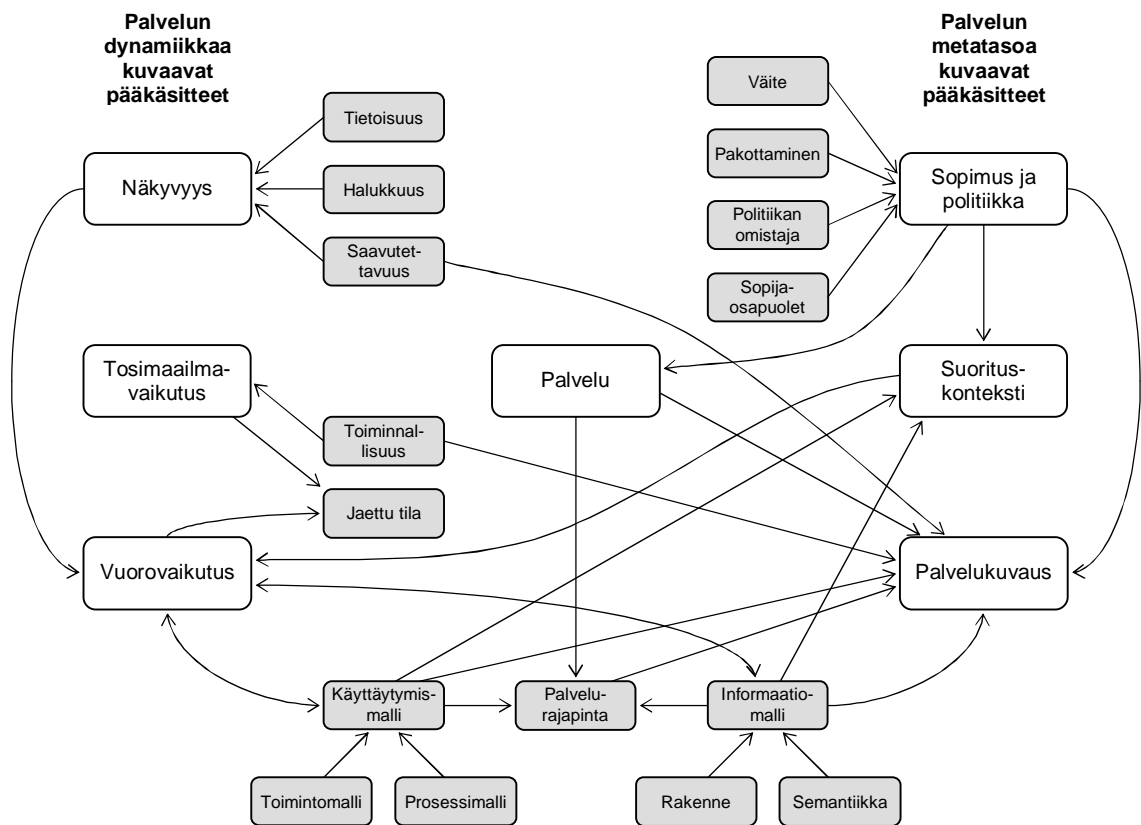 Palvelun
dynamiikkaa
kuvaavat
pääkäsitteet
Palvelun
metatasoa
kuvaavat
pääkäsitteet
Tietoisuus
Halukkuus
Saavutet-
tavuus
Näkyvyys
Väite
Pakottaminen
Politiikan
omistaja
Sopija-
osapuolet
Sopimus ja
politiikka
Tosimaailma-
vaikutus
Toiminnal-
lisuus
Jaettu tila
Palvelu
Suoritus-
konteksti
Vuorovaikutus
Palvelukuvaus
Käyttäytymis-
malli
Palvelu-
rajapinta
Informaatio-
malli
Toimintomalli
Prosessimalli
Rakenne
Semantiikka